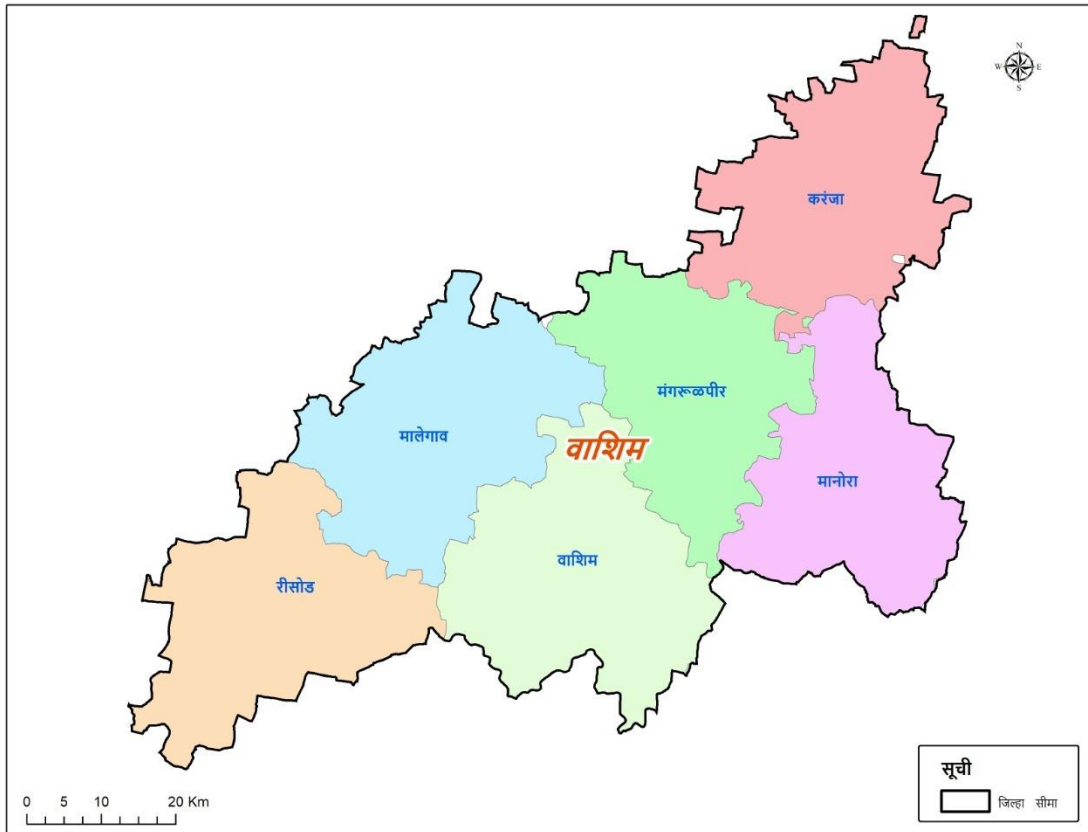 N
W E
S
करंजा
मंगरूळपीर
मालेगाव
वाशिम
मानोरा
वाशिम
रीसोड
सूची
जिल्हा सीमा
0 5 10 20 Km